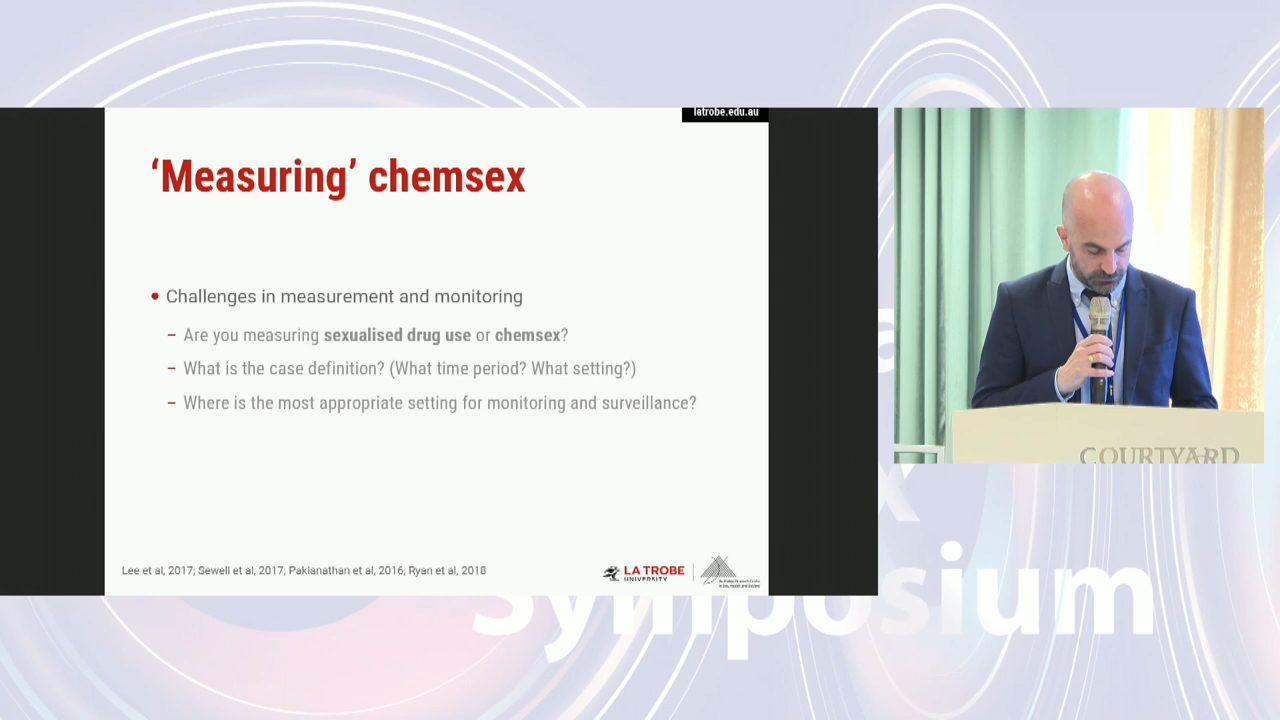 latrobe.edu.au
‘Measuring’ chemsex
• Challenges in measurement and monitoring
– Are you measuring sexualised drug use or chemsex?
– What is the case definition? (What time period? What setting?)
– Where is the most appropriate setting for monitoring and surveillance?
Lee et al, 2017; Sewell et al, 2017; Pakianathan et al, 2016; Ryan et al, 2018
LA TROBE
UNIVERSITY
COURTYARD
Symposium